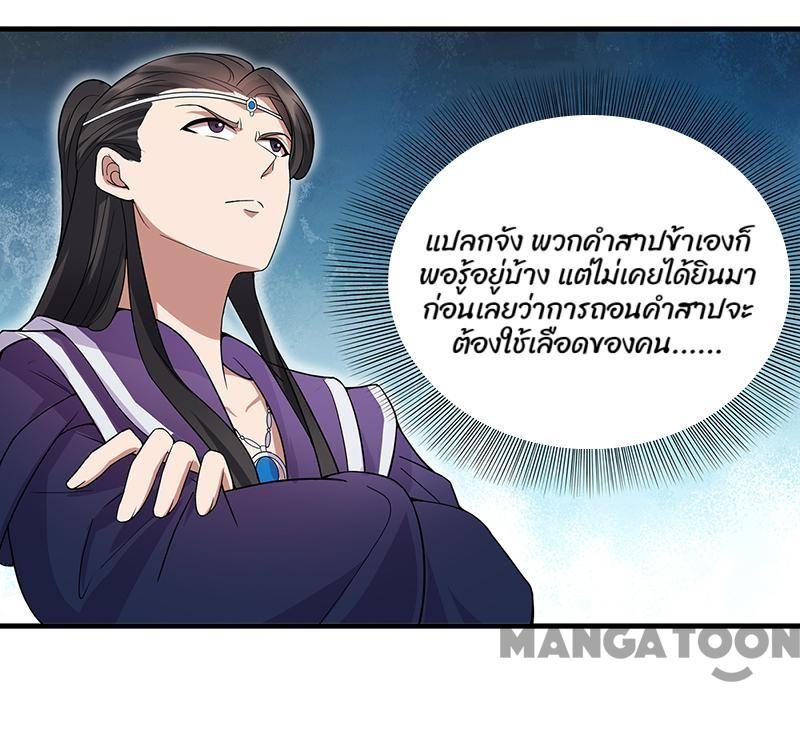 แปลกจัง พวกคำสาปข้าเองก็
พอรู้อยู่บ้าง แต่ไม่เคยได้ยินมา
ก่อนเลยว่าการถอนคำสาปจะ
ต้องใช้เลือดของคน......
MANGATOON